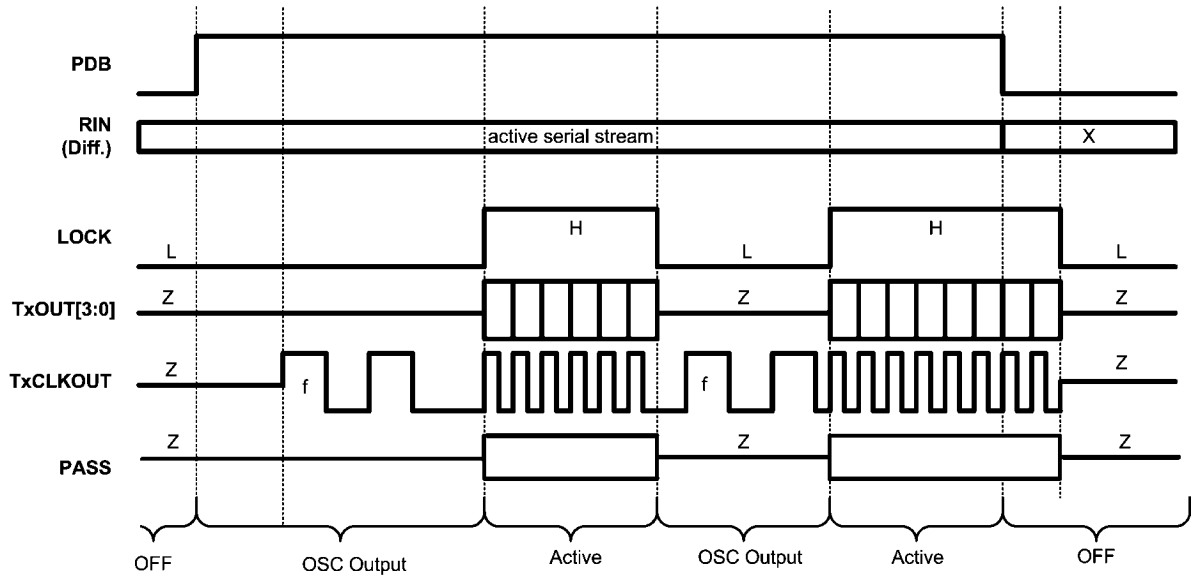 PDB
RIN
(Diff.)
active serial stream
X
LOCK
L
H
L
H
L
TxOUT[3:0]
Z
Z
Z
TxCLKOUT
Z
f
f
Z
PASS
Z
Z
Z
OFF
OSC Output
Active
OSC Output
Active
OFF